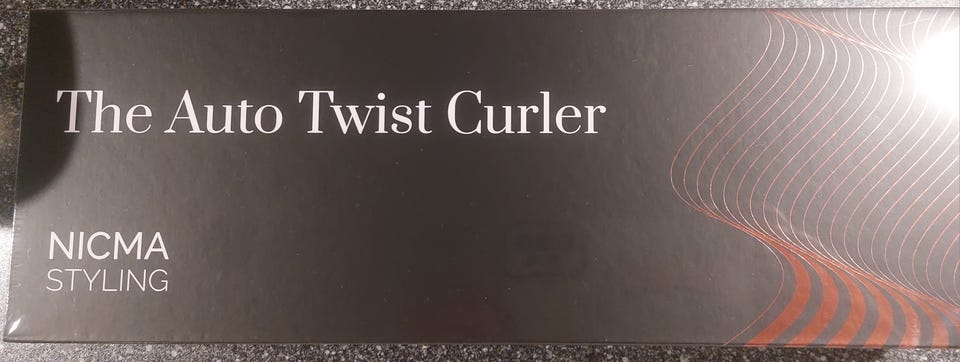 The Auto Twist Curler
NICMA
STYLING